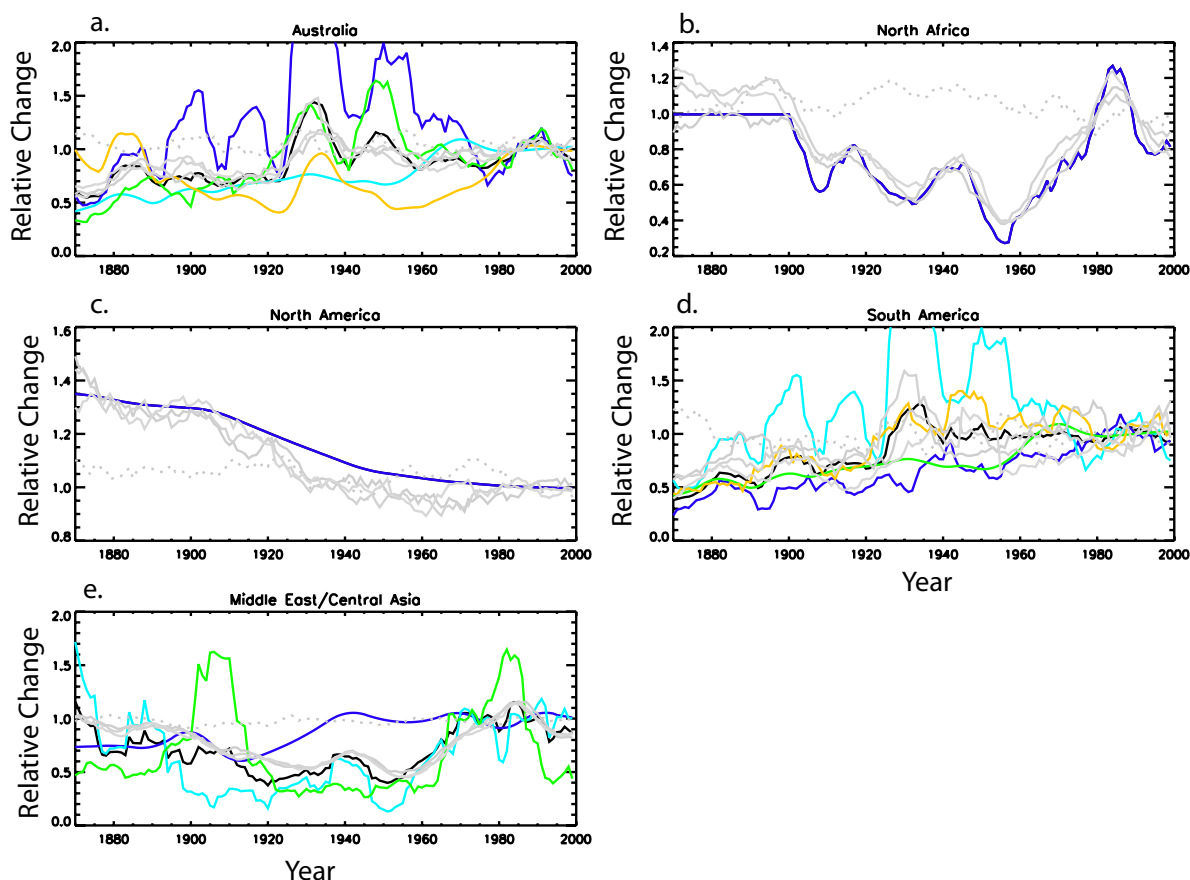 a.
Australia
Relative Change
2.0
1.5
1.0
0.5
0.0
1880 1900 1920 1940 1960 1980 2000
North Africa
Relative Change
1.4
1.2
1.0
0.8
0.6
0.4
0.2
1880 1900 1920 1940 1960 1980 2000
b.
c.
North America
Relative Change
1.6
1.4
1.2
1.0
0.8
1880 1900 1920 1940 1960 1980 2000
d.
South America
Relative Change
2.0
1.5
1.0
0.5
0.0
1880 1900 1920 1940 1960 1980 2000
Year
e.
Middle East/Central Asia
Relative Change
2.0
1.5
1.0
0.5
0.0
1880 1900 1920 1940 1960 1980 2000
Year